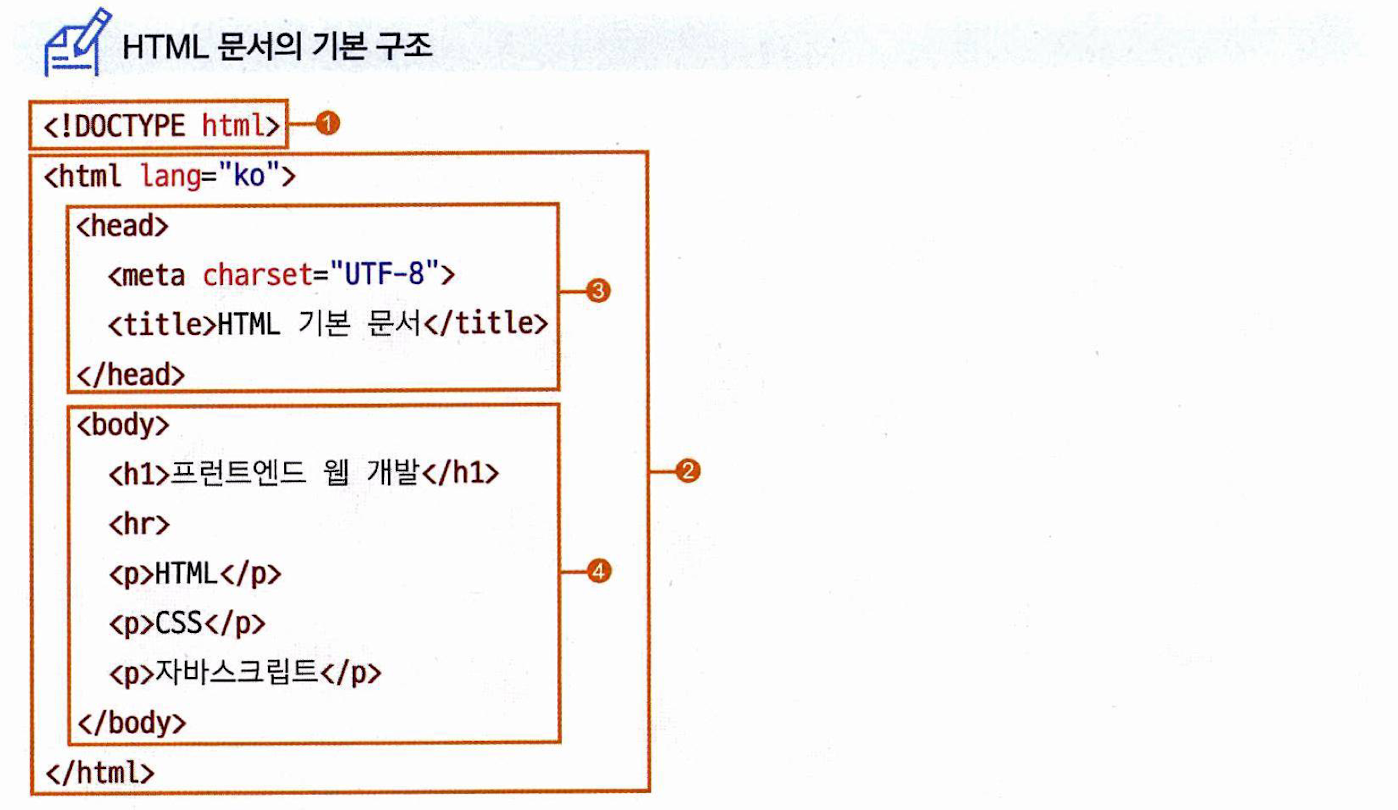 HTML 문서의 기본 구조
<!DOCTYPE html> ❶
<html lang="ko">
<head>
<meta charset="UTF-8">
<title>HTML 기본 문서</title>
❸
</head>
<body>
<h1>프런트엔드 웹 개발</h1>
❷
<hr>
<p>HTML</p> ❹
<p>CSS</p>
<p>자바스크립트</p>
</body>
</html>